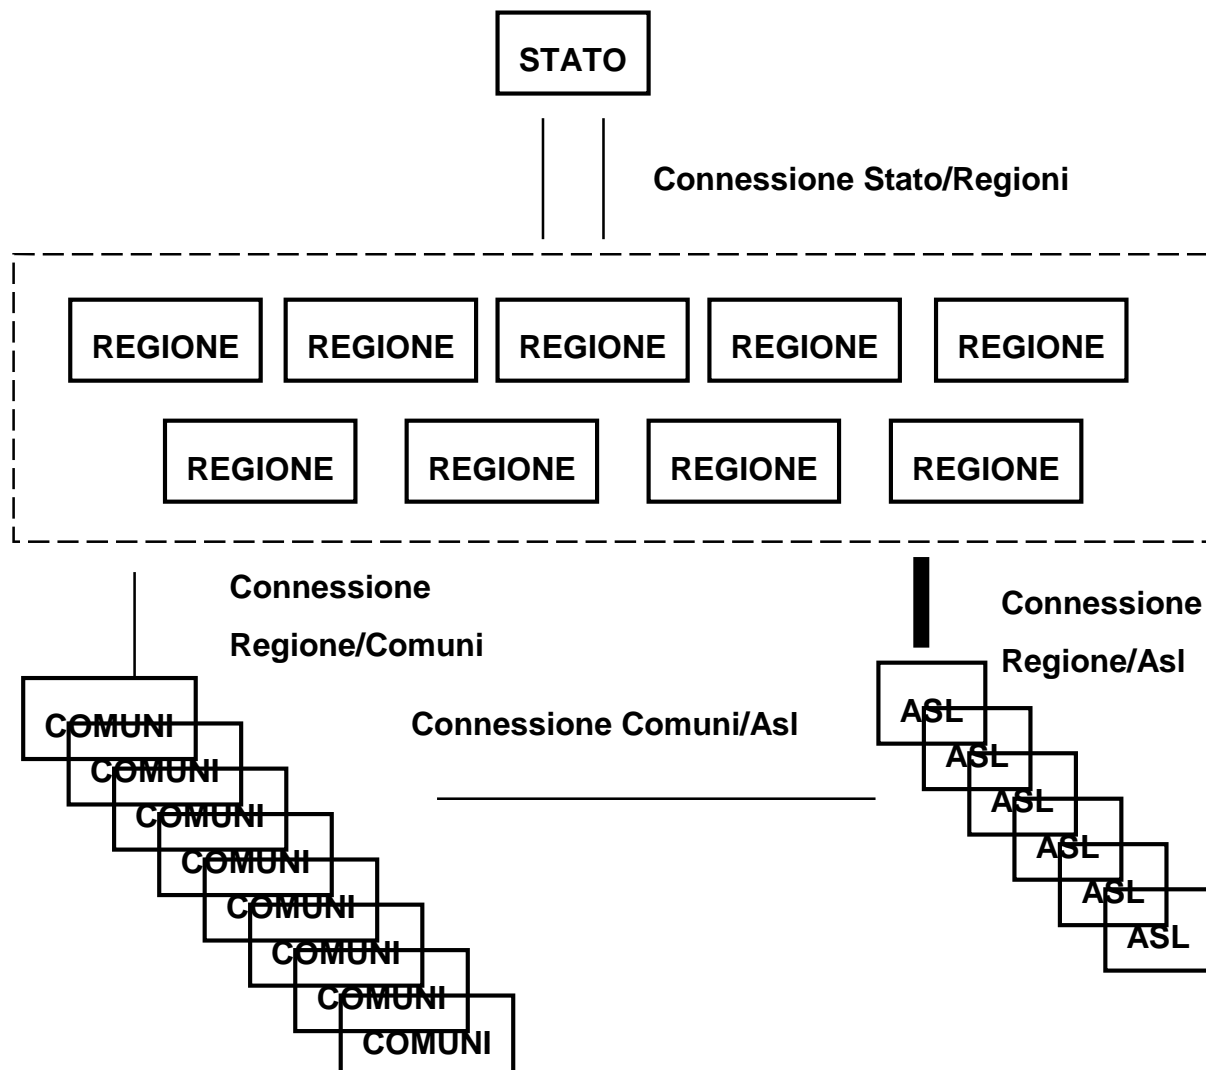 STATO
Connessione Stato/Regioni
REGIONE REGIONE REGIONE REGIONE REGIONE
REGIONE REGIONE REGIONE REGIONE
Connessione
Regione/Comuni
Connessione
Regione/Asl
Connessione Comuni/Asl
COMUNI
COMUNI
COMUNI
COMUNI
COMUNI
COMUNI
COMUNI
COMUNI
ASL
ASL
ASL
ASL
ASL
ASL